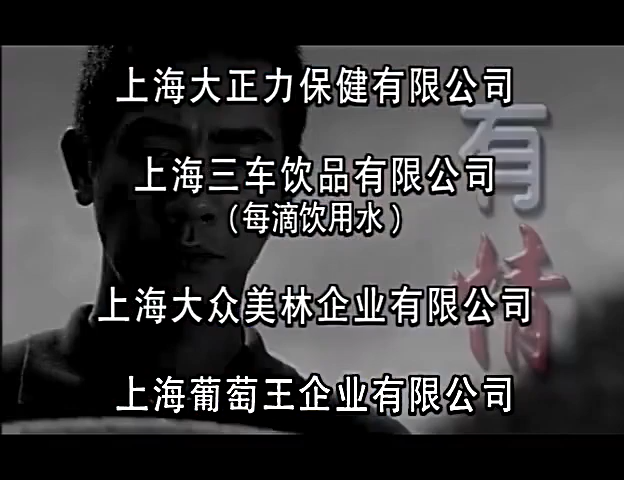 上海大正力保健有限公司
有
上海三车饮品有限公司
（每滴饮用水）
情
上海大众美林企业有限公司
上海葡萄王企业有限公司